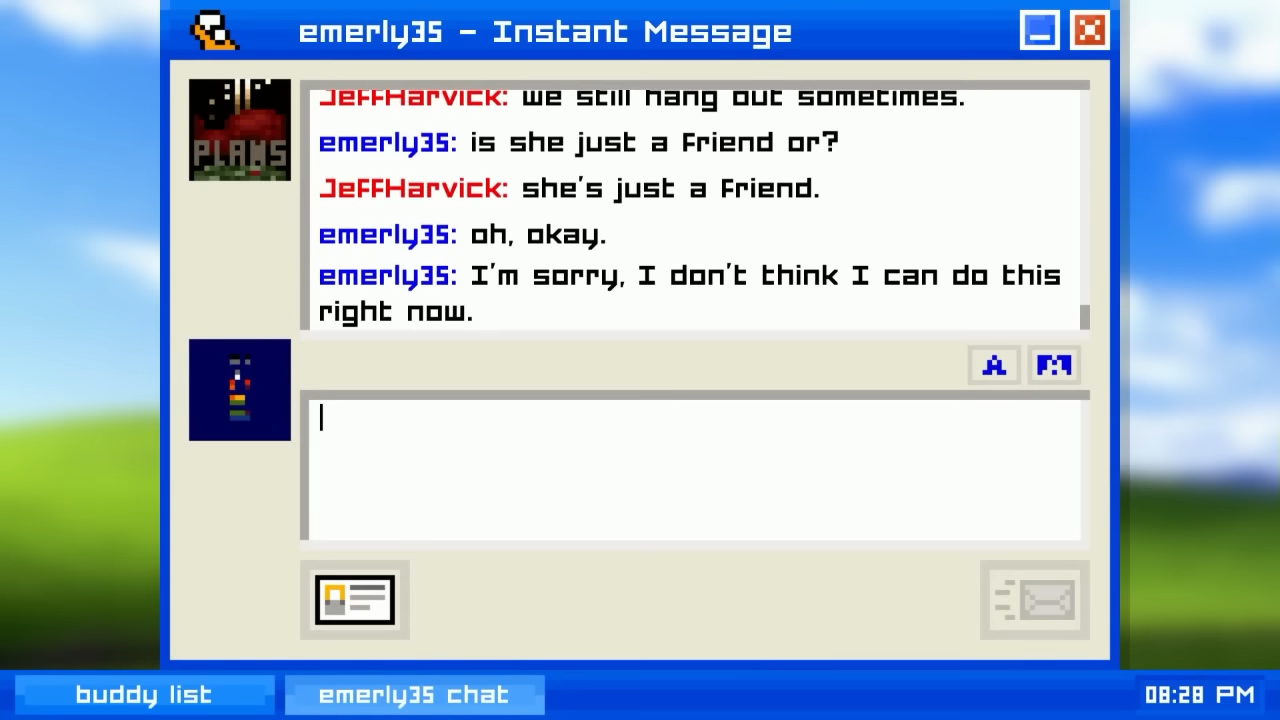 emerly35 - Instant Message
JeffHarvick: we still hang out sometimes.
emerly35: is she just a friend or?
JeffHarvick: she's just a friend.
emerly35: oh, okay.
emerly35: I'm sorry, I don't think I can do this
right now.
PLANS
A
buddy list
emerly35 chat
08:28 PM